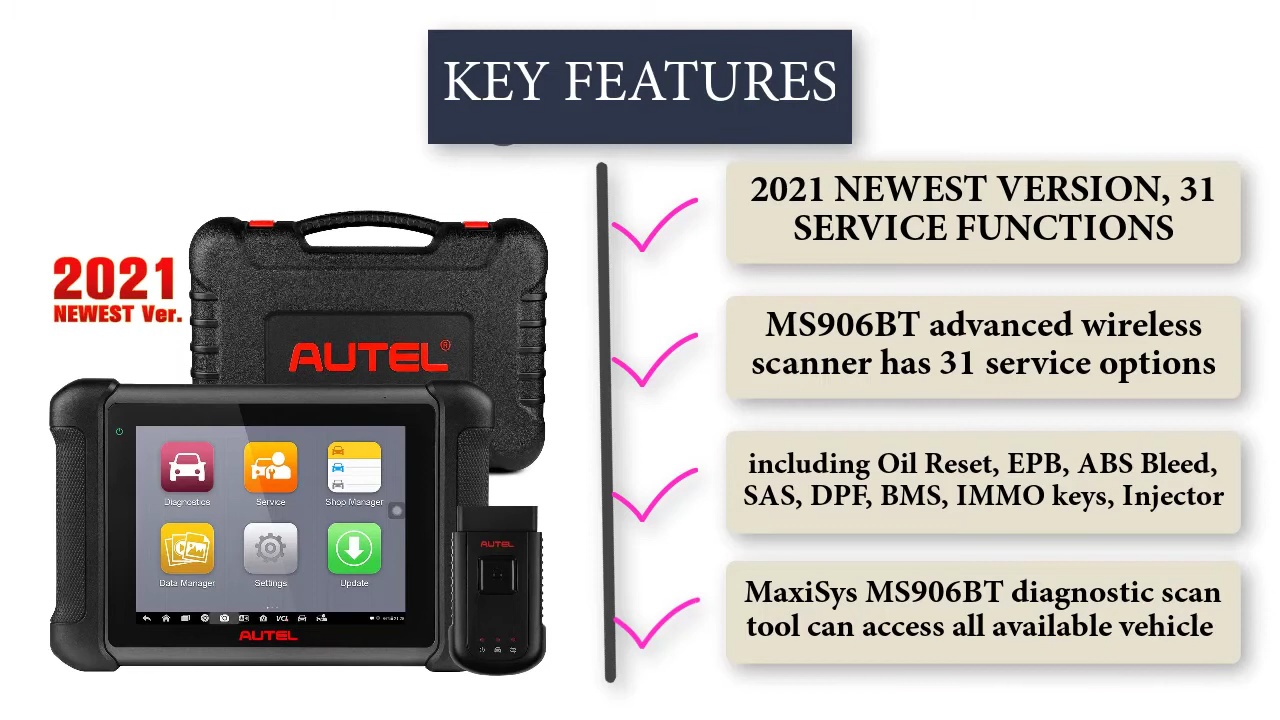 KEY FEATURES
2021 NEWEST VERSION, 31
SERVICE FUNCTIONS
MS906BT advanced wireless
scanner has 31 service options
including Oil Reset, EPB, ABS Bleed,
SAS, DPF, BMS, IMMO keys, Injector
MaxiSys MS906BT diagnostic scan
tool can access all available vehicle
2021
NEWEST Ver.
AUTEL®
Diagnostics
Service
Shop Manager
Data Manager
Settings
Update
VCI
AUTEL
AUTEL